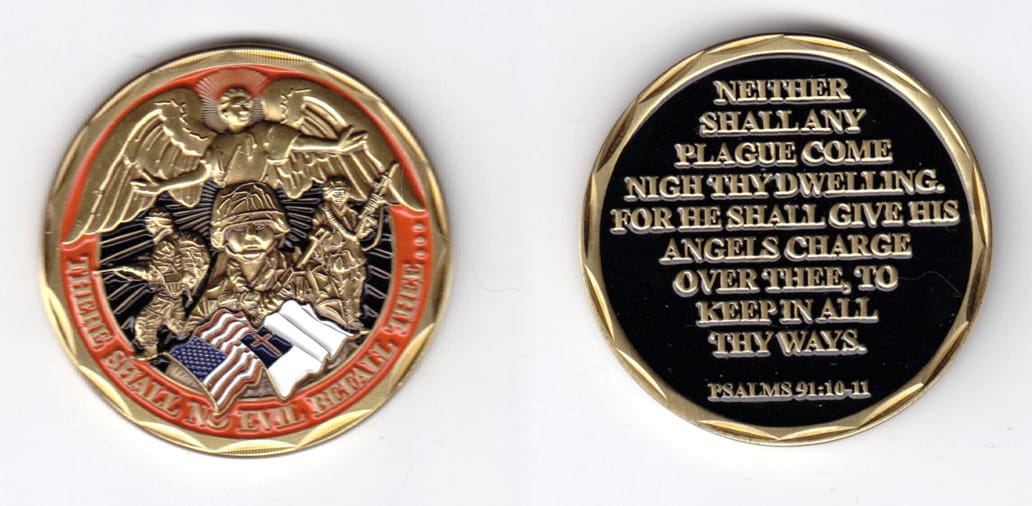 THERE SHALL NO EVIL BEFALL THEE....
NEITHER
SHALL ANY
PLAGUE COME
NIGH THY DWELLING.
FOR HE SHALL GIVE HIS
ANGELS CHARGE
OVER THEE, TO
KEEP IN ALL
THY WAYS.
PSALMS 91:10-11